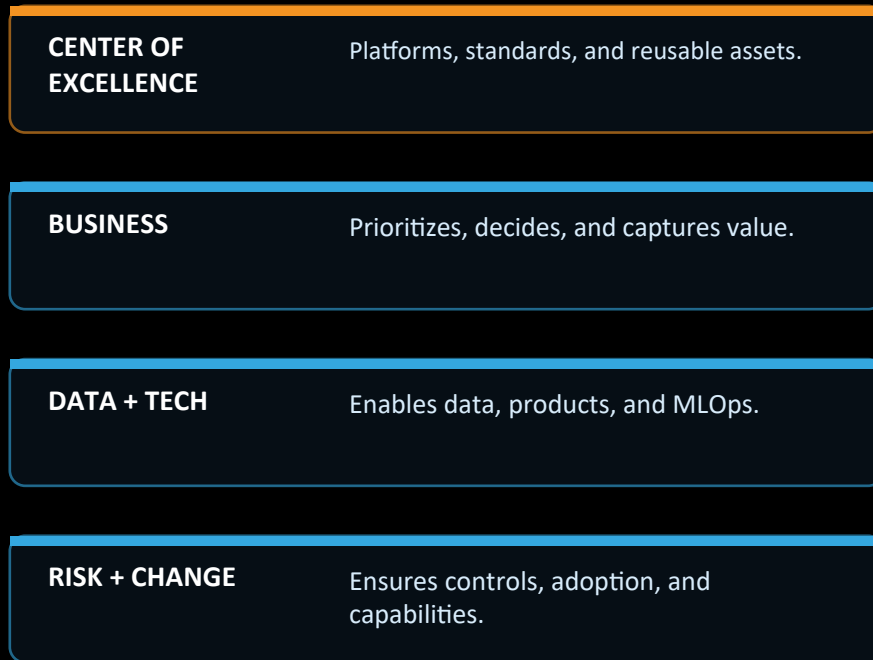 CENTER OF
EXCELLENCE
Platforms, standards, and reusable assets.
BUSINESS
Prioritizes, decides, and captures value.
DATA + TECH
Enables data, products, and MLOps.
RISK + CHANGE
Ensures controls, adoption, and
capabilities.